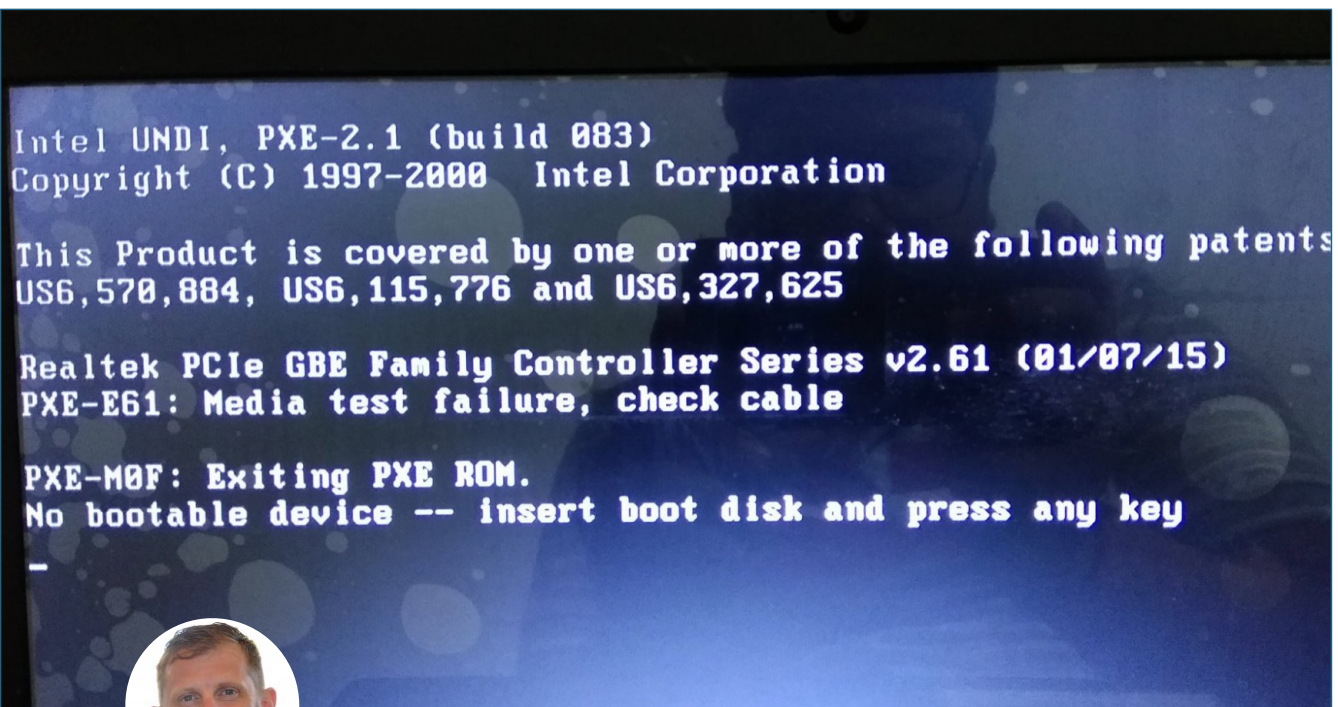 Intel UNDI, PXE-2.1 (build 083)
Copyright (C) 1997-2000 Intel Corporation
This Product is covered by one or more of the following patents
US6,570,884, US6,115,776 and US6,327,625
Realtek PCIe GBE Family Controller Series v2.61 (01/07/15)
PXE-E61: Media test failure, check cable
PXE-M0F: Exiting PXE ROM.
No bootable device -- insert boot disk and press any key